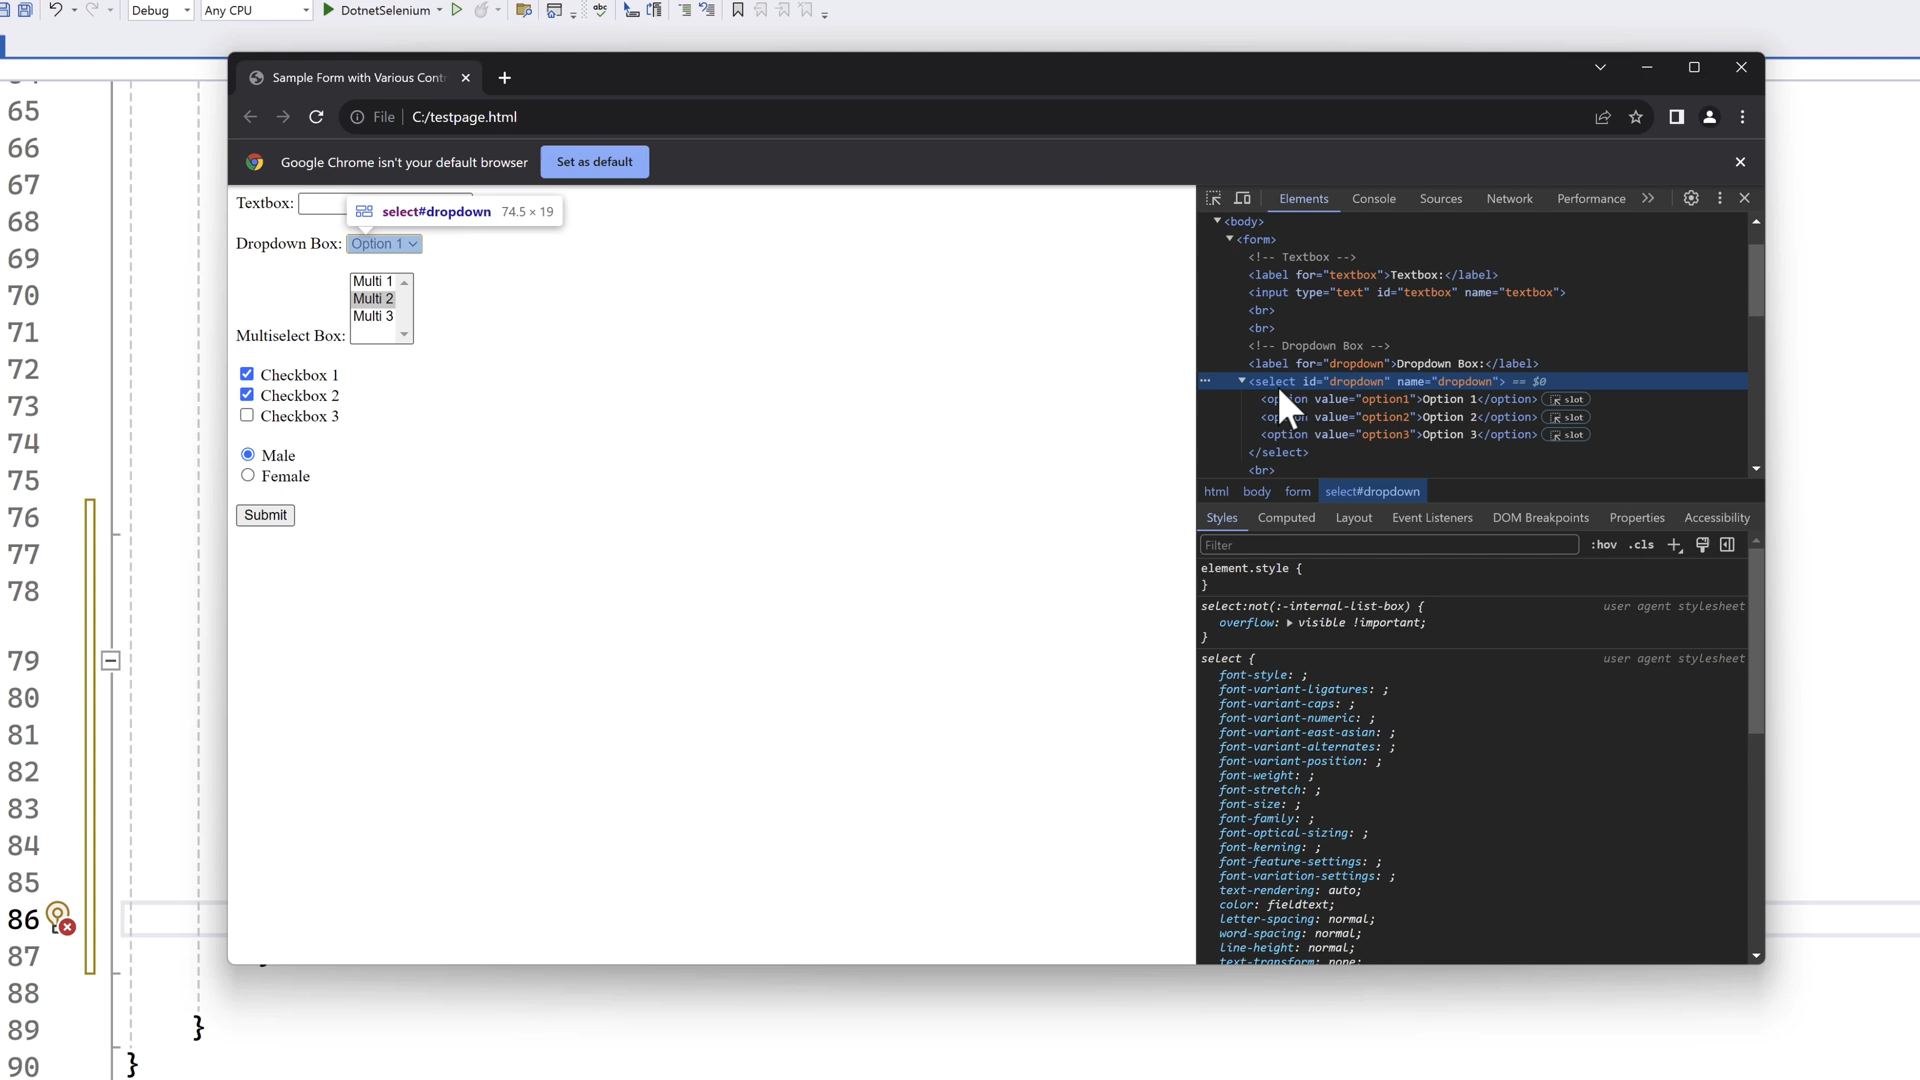 Debug
Any CPU
DotnetSelenium
Sample Form with Various Contr
File
C:/testpage.html
Google Chrome isn't your default browser
Set as default
Textbox:
select#dropdown 74.5 × 19
Dropdown Box: Option 1
Multi 1
Multi 2
Multi 3
Multiselect Box:
Checkbox 1
Checkbox 2
Checkbox 3
Male
Female
Submit
Elements Console Sources Network Performance
<body>
<form>
<!-- Textbox -->
<label for="textbox">Textbox:</label>
<input type="text" id="textbox" name="textbox">
<br>
<br>
<!-- Dropdown Box -->
<label for="dropdown">Dropdown Box:</label>
<select id="dropdown" name="dropdown"> == $0
<option value="option1">Option 1</option> slot
value="option2">Option 2</option> slot
<option value="option3">Option 3</option> slot
</select>
<br>
html body form select#dropdown
Styles Computed Layout Event Listeners DOM Breakpoints Properties Accessibility
Filter :hov .cls
element.style {
}
select:not(:-internal-list-box) { user agent stylesheet
overflow: visible !important;
}
select { user agent stylesheet
font-style: ;
font-variant-ligatures: ;
font-variant-caps: ;
font-variant-numeric: ;
font-variant-east-asian: ;
font-variant-alternates: ;
font-variant-position: ;
font-weight: ;
font-stretch: ;
font-size: ;
font-family: ;
font-optical-sizing: ;
font-kerning: ;
font-feature-settings: ;
font-variation-settings: ;
text-rendering: auto;
color: fieldtext;
letter-spacing: normal;
word-spacing: normal;
line-height: normal;
text-transform: none;
65
66
67
68
69
70
71
72
73
74
75
76
77
78
79
80
81
82
83
84
85
86
87
88
89 }
90 }